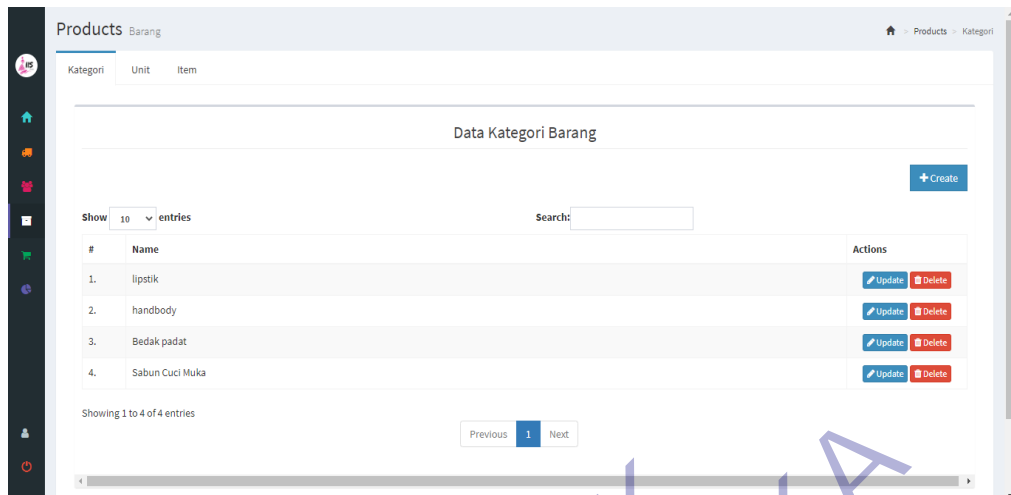 Products Barang
> Products > Kategori
IIS
Kategori Unit Item
Data Kategori Barang
+ Create
Show 10 entries
Search:
# Name Actions
1. lipstik Update Delete
2. handbody Update Delete
3. Bedak padat Update Delete
4. Sabun Cuci Muka Update Delete
Showing 1 to 4 of 4 entries
Previous 1 Next